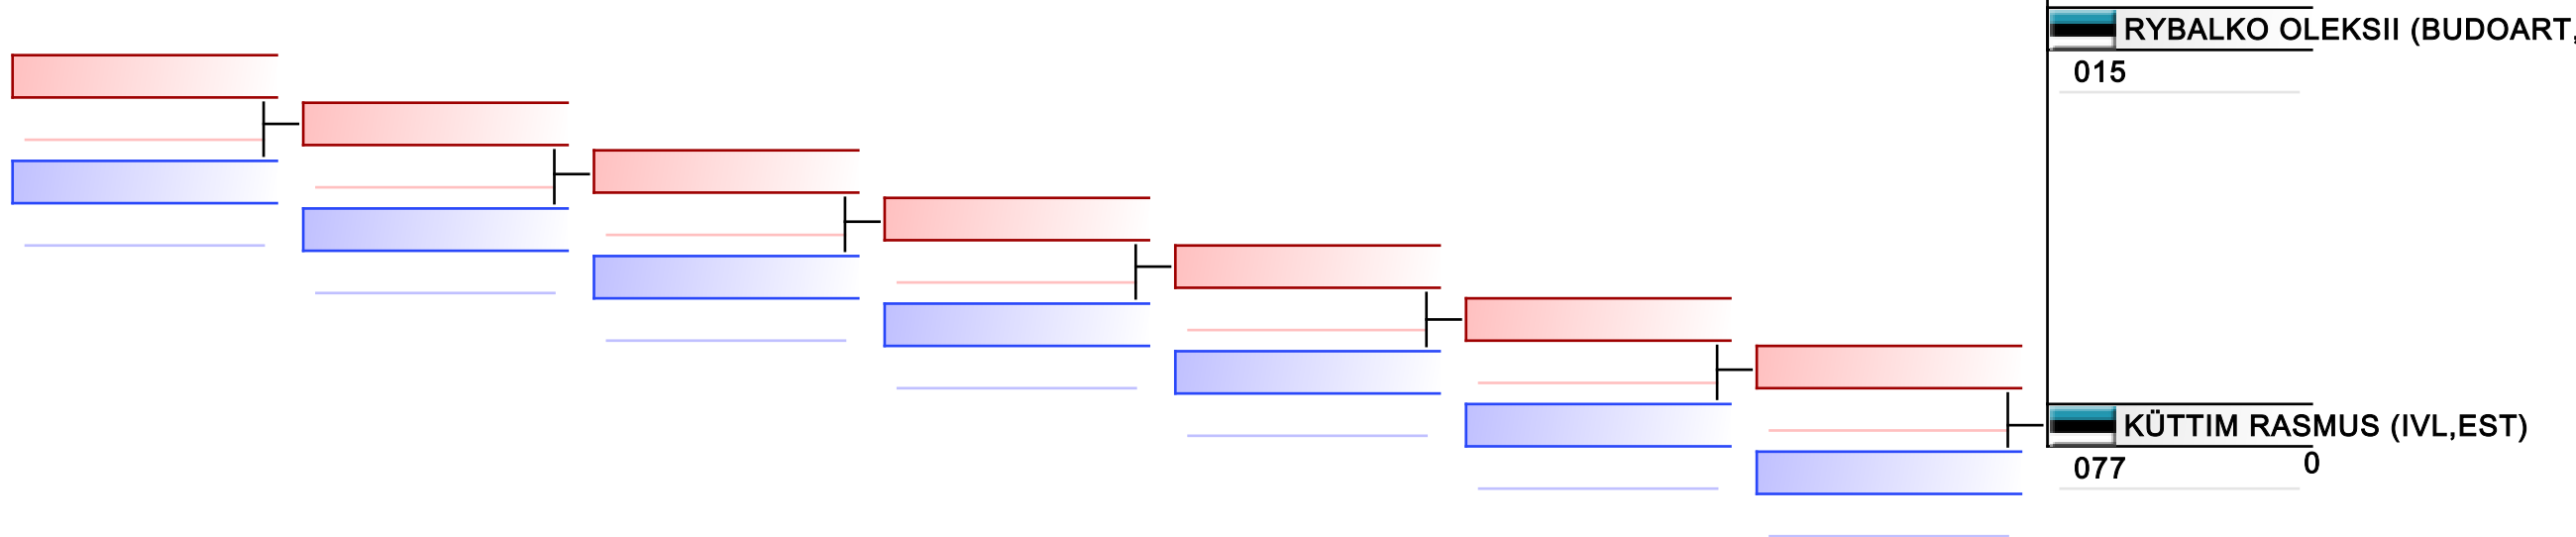 RYBALKO OLEKSII (BUDOART,
015
KÜTTIM RASMUS (IVL,EST)
077 0